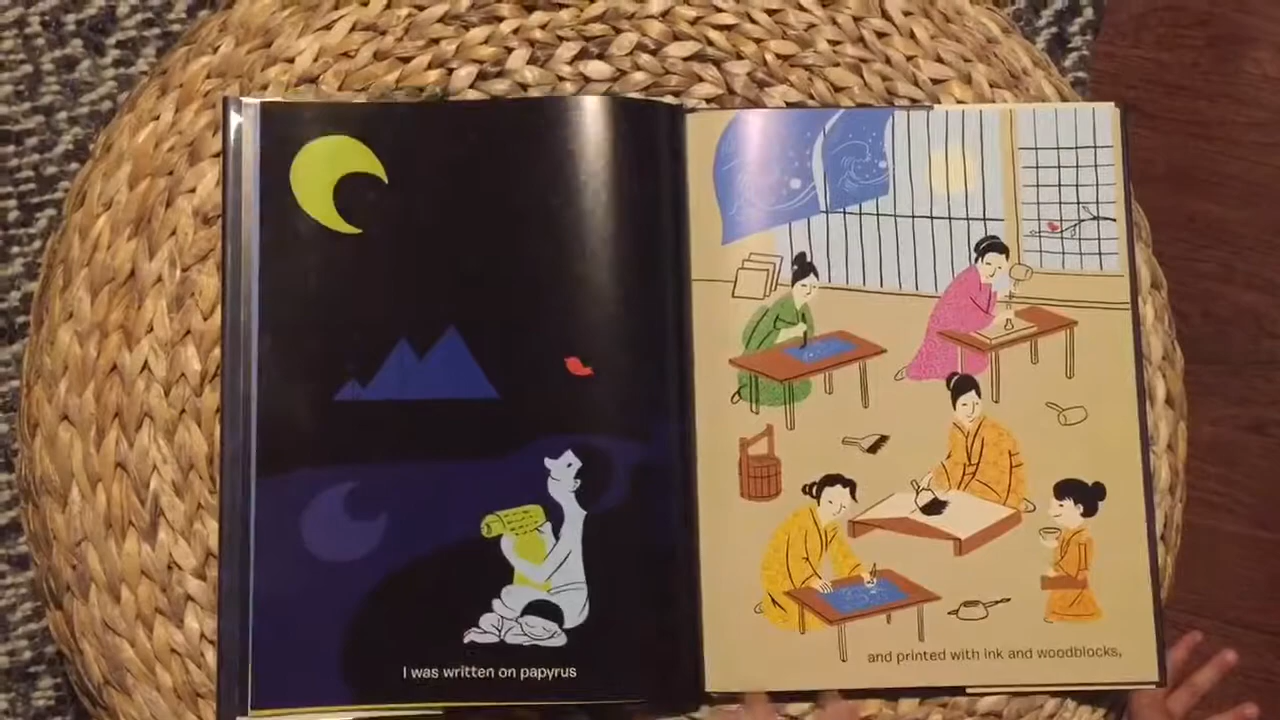 I was written on papyrus
and printed with ink and woodblocks,